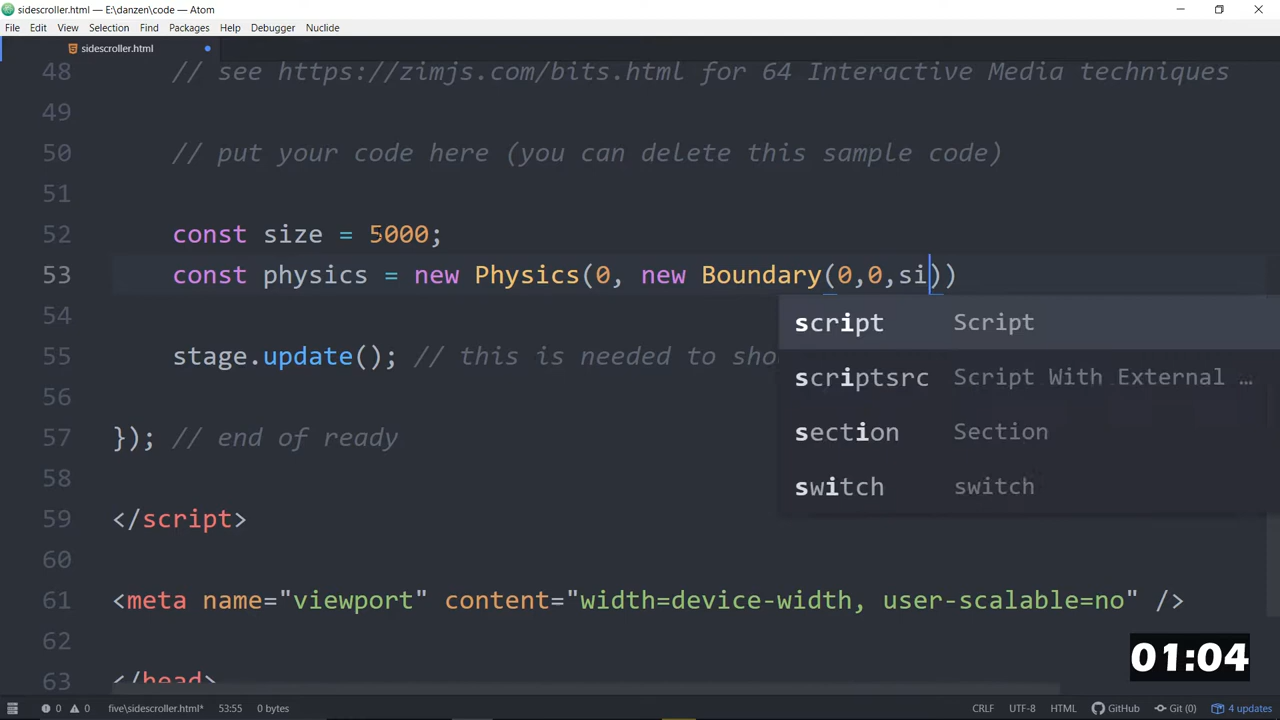 sidescroller.html — E:\danzen\code — Atom
File Edit View Selection Find Packages Help Debugger Nuclide
sidescroller.html
48 // see https://zimjs.com/bits.html for 64 Interactive Media techniques
49
50 // put your code here (you can delete this sample code)
51
52 const size = 5000;
53 const physics = new Physics(0, new Boundary(0,0,si))
54
script Script
55 stage.update(); // this is needed to sho
scriptsrc Script With External …
56
57 }); // end of ready
section Section
58
switch switch
59 </script>
60
61 <meta name="viewport" content="width=device-width, user-scalable=no" />
62
63 </head>
01:04
0 0 five\sidescroller.html* 53:55 0 bytes CRLF UTF-8 HTML GitHub Git (0) 4 updates